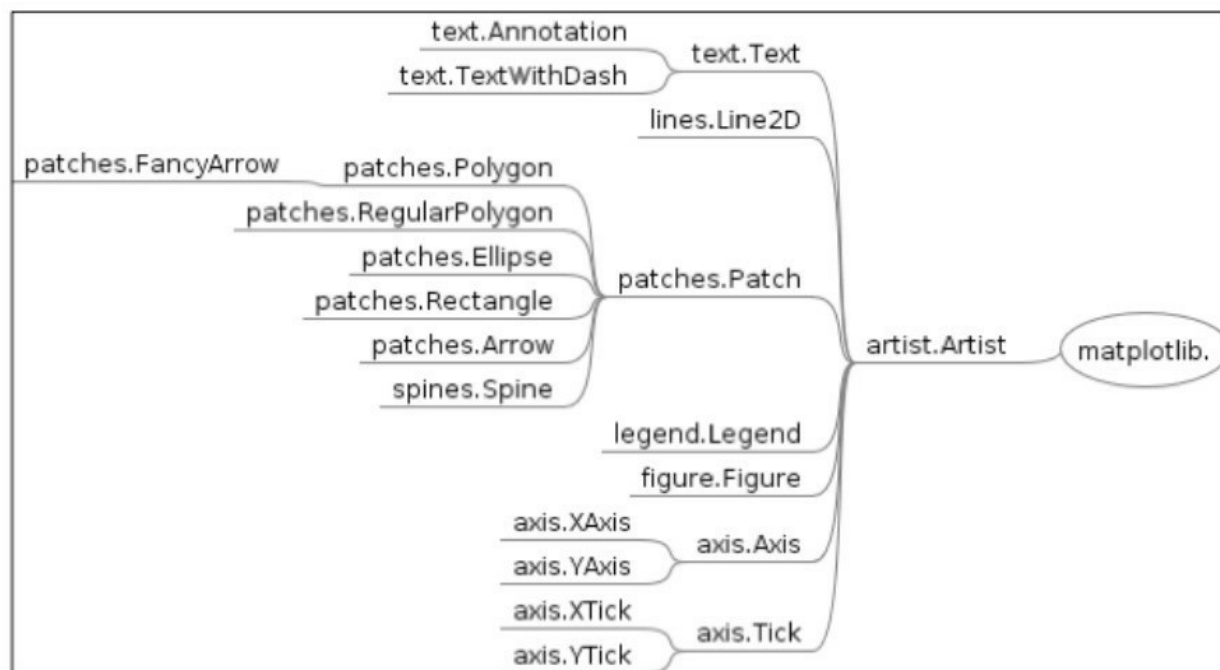 text.Annotation
text.Text
text.TextWithDash
lines.Line2D
patches.FancyArrow
patches.Polygon
patches.RegularPolygon
patches.Ellipse
patches.Patch
patches.Rectangle
patches.Arrow
artist.Artist
matplotlib.
spines.Spine
legend.Legend
figure.Figure
axis.XAxis
axis.Axis
axis.YAxis
axis.XTick
axis.Tick
axis.YTick